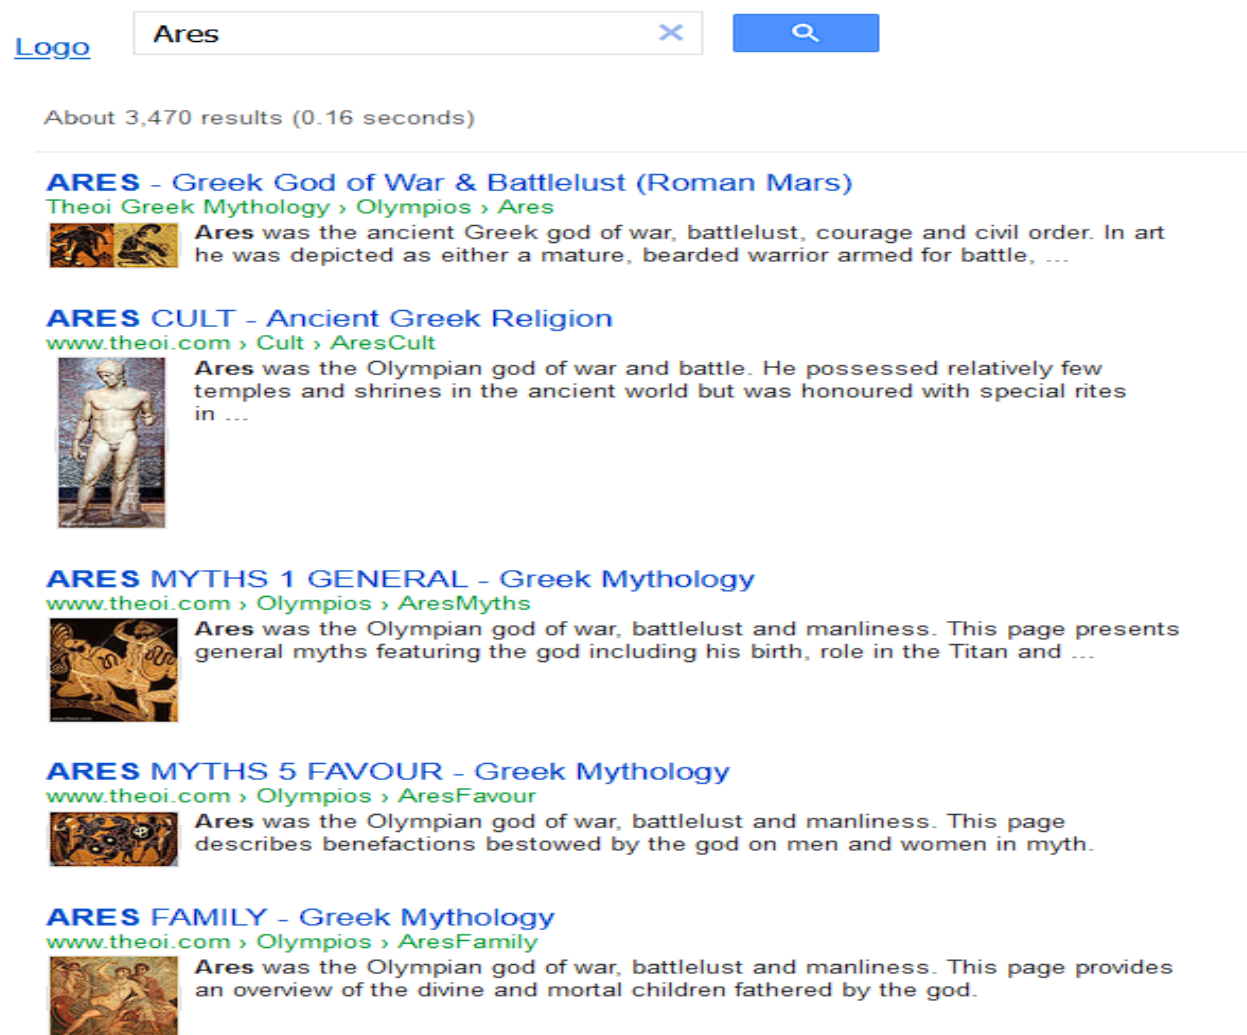 Logo
Ares
About 3,470 results (0.16 seconds)
ARES - Greek God of War & Battlelust (Roman Mars)
Theoi Greek Mythology › Olympios › Ares
Ares was the ancient Greek god of war, battlelust, courage and civil order. In art
he was depicted as either a mature, bearded warrior armed for battle, ...
ARES CULT - Ancient Greek Religion
www.theoi.com › Cult › AresCult
Ares was the Olympian god of war and battle. He possessed relatively few
temples and shrines in the ancient world but was honoured with special rites
in ...
ARES MYTHS 1 GENERAL - Greek Mythology
www.theoi.com › Olympios › AresMyths
Ares was the Olympian god of war, battlelust and manliness. This page presents
general myths featuring the god including his birth, role in the Titan and ...
ARES MYTHS 5 FAVOUR - Greek Mythology
www.theoi.com › Olympios › AresFavour
Ares was the Olympian god of war, battlelust and manliness. This page
describes benefactions bestowed by the god on men and women in myth.
ARES FAMILY - Greek Mythology
www.theoi.com › Olympios › AresFamily
Ares was the Olympian god of war, battlelust and manliness. This page provides
an overview of the divine and mortal children fathered by the god.